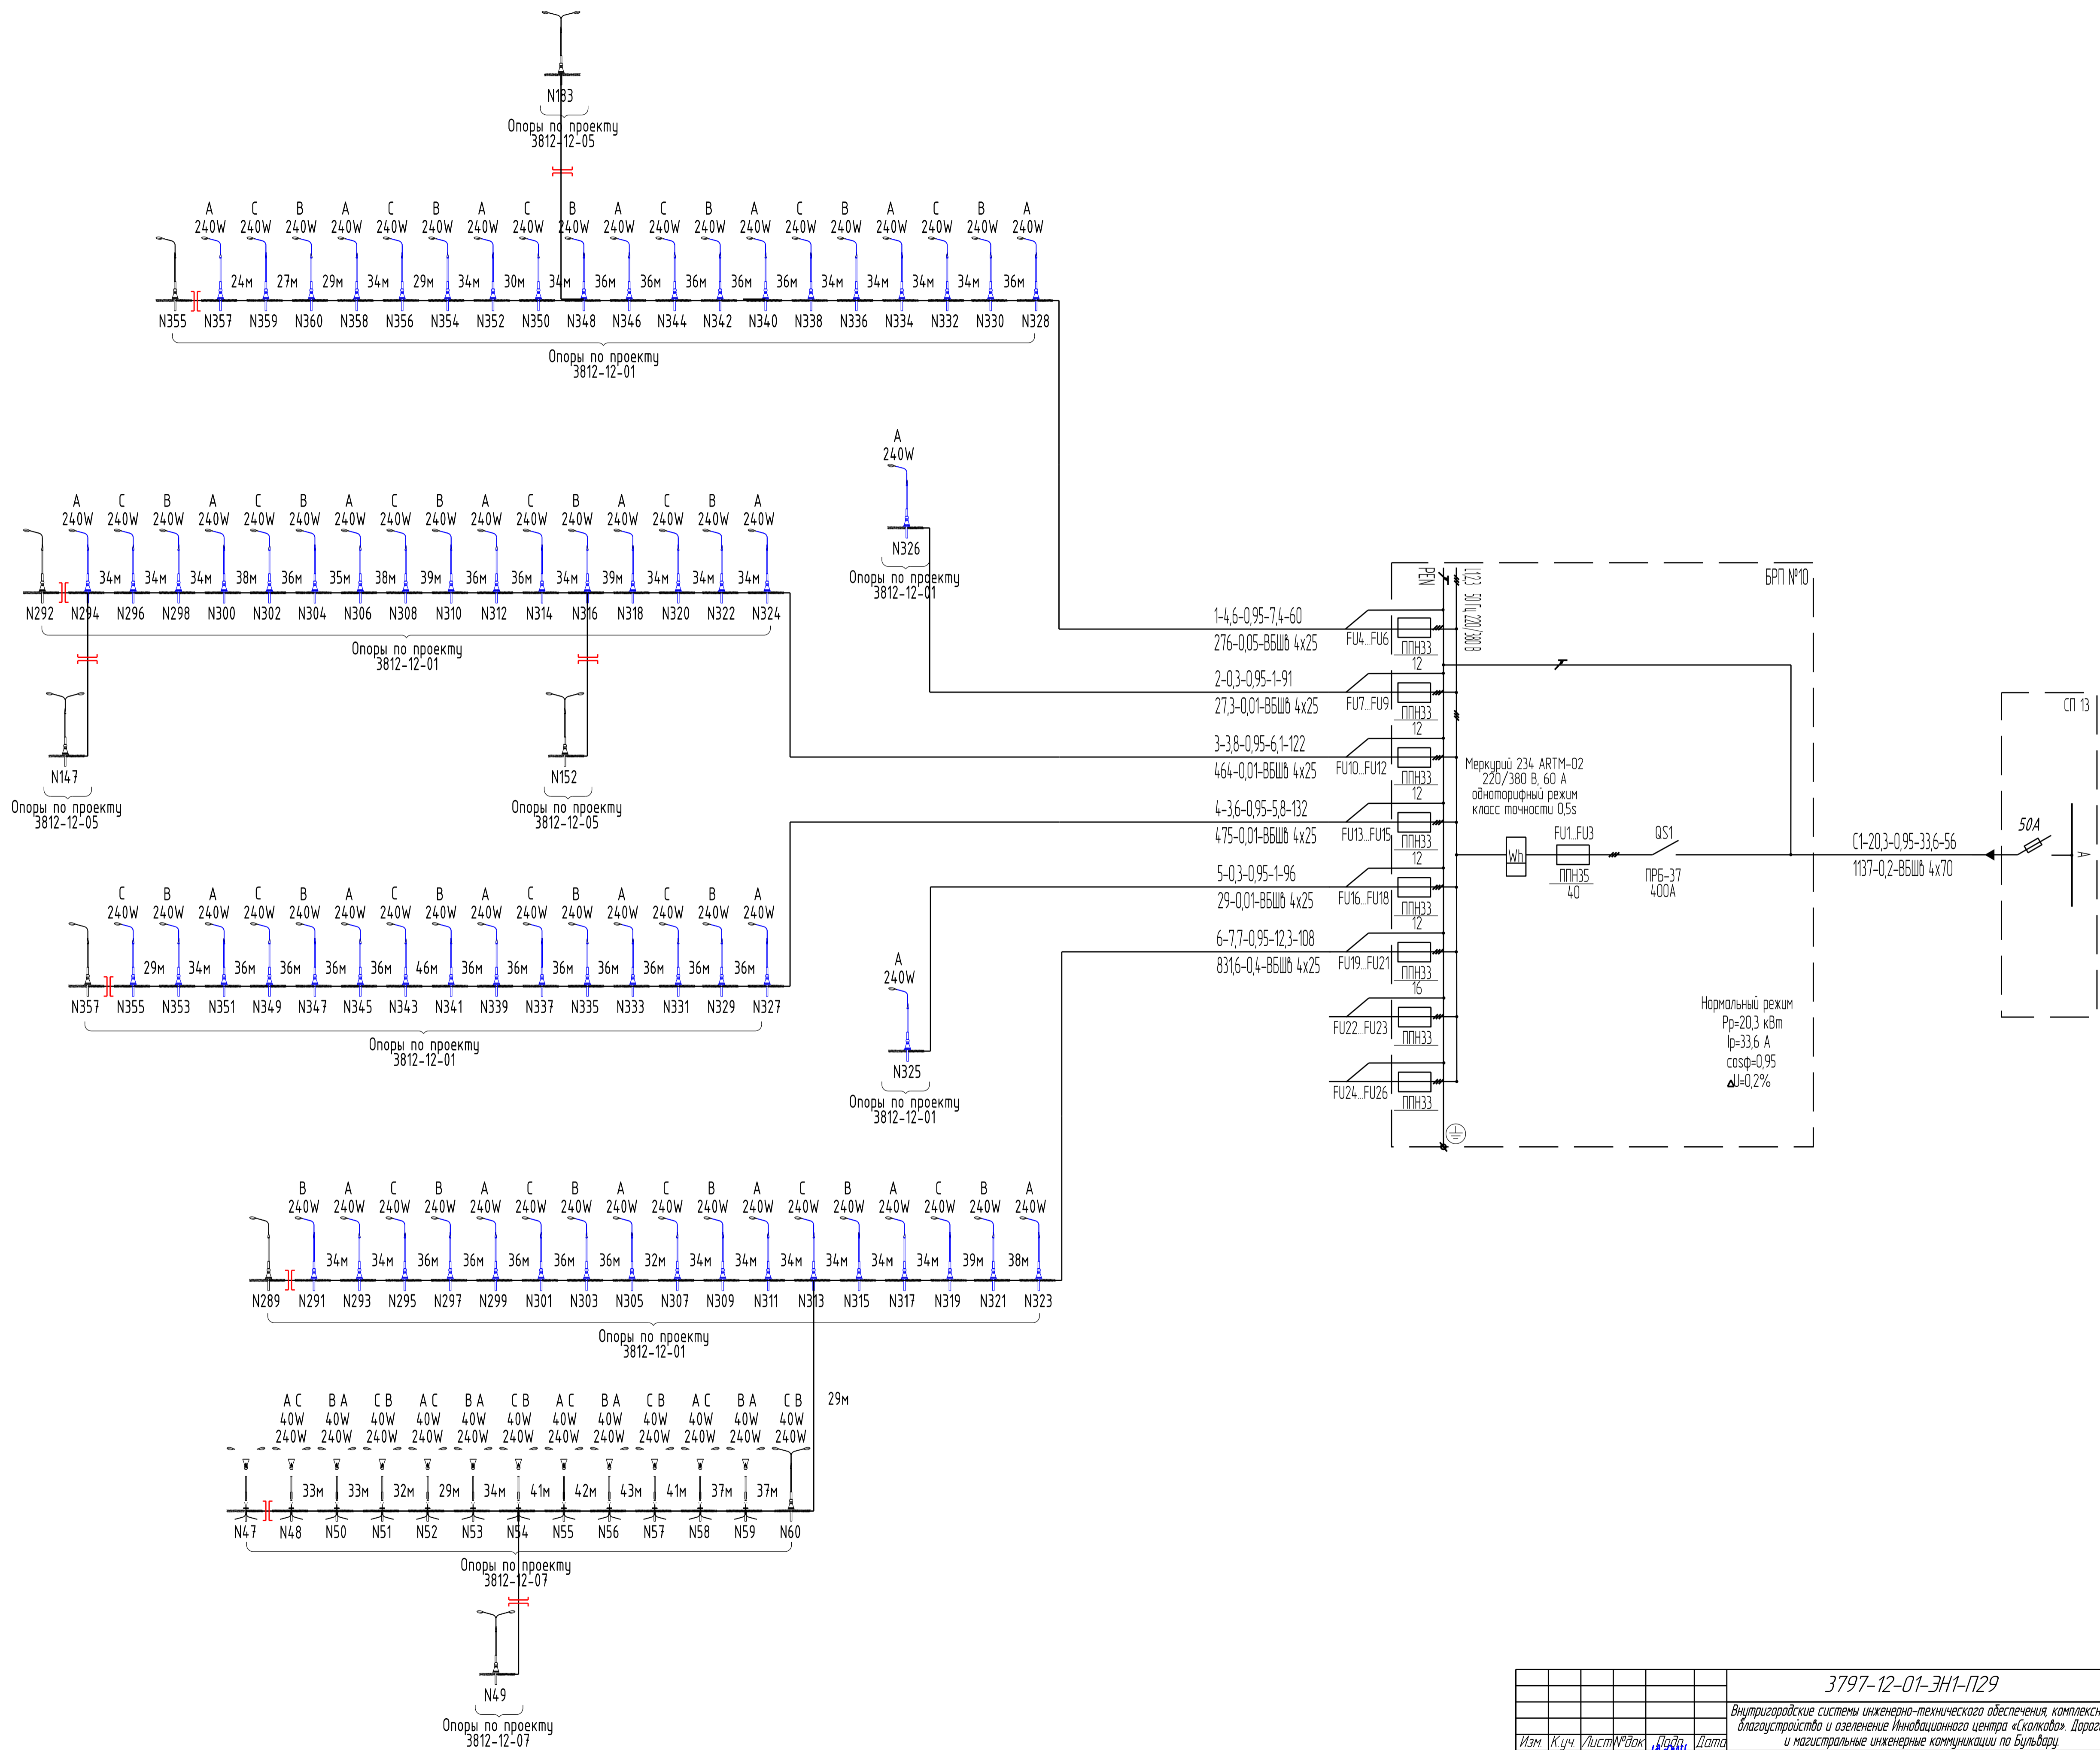 N183
Опоры по проекту
3812-12-05
A C B A C B A C B A C B A C B A C B A
240W 240W 240W 240W 240W 240W 240W 240W 240W 240W 240W 240W 240W 240W 240W 240W 240W 240W 240W
24м 27м 29м 34м 29м 34м 30м 34м 36м 36м 36м 36м 36м 34м 34м 34м 34м 36м
N355 N357 N359 N360 N358 N356 N354 N352 N350 N348 N346 N344 N342 N340 N338 N336 N334 N332 N330 N328
Опоры по проекту
3812-12-01
A
240W
N326
Опоры по проекту
3812-12-01
A C B A C B A C B A C B A C B A
240W 240W 240W 240W 240W 240W 240W 240W 240W 240W 240W 240W 240W 240W 240W 240W
34м 34м 34м 38м 36м 35м 38м 39м 36м 36м 34м 39м 34м 34м 34м
N292 N294 N296 N298 N300 N302 N304 N306 N308 N310 N312 N314 N316 N318 N320 N322 N324
Опоры по проекту
3812-12-01
N147
Опоры по проекту
3812-12-05
N152
Опоры по проекту
3812-12-05
C B A C B A C B A C B A C B A
240W 240W 240W 240W 240W 240W 240W 240W 240W 240W 240W 240W 240W 240W 240W
29м 34м 36м 36м 36м 36м 46м 36м 36м 36м 36м 36м 36м 36м
N357 N355 N353 N351 N349 N347 N345 N343 N341 N339 N337 N335 N333 N331 N329 N327
Опоры по проекту
3812-12-01
A
240W
N325
Опоры по проекту
3812-12-01
B A C B A C B A C B A C B A C B A
240W 240W 240W 240W 240W 240W 240W 240W 240W 240W 240W 240W 240W 240W 240W 240W 240W
34м 34м 36м 36м 36м 36м 36м 32м 34м 34м 34м 34м 34м 34м 39м 38м
N289 N291 N293 N295 N297 N299 N301 N303 N305 N307 N309 N311 N313 N315 N317 N319 N321 N323
Опоры по проекту
3812-12-01
29м
A C B A C B A C B A C B A C B A C B A C B A C B
40W 40W 40W 40W 40W 40W 40W 40W 40W 40W 40W 40W
240W 240W 240W 240W 240W 240W 240W 240W 240W 240W 240W 240W
33м 33м 32м 29м 34м 41м 42м 43м 41м 37м 37м
N47 N48 N50 N51 N52 N53 N54 N55 N56 N57 N58 N59 N60
Опоры по проекту
3812-12-07
N49
Опоры по проекту
3812-12-07
1-4,6-0,95-7,4-60
276-0,05-ВБШв 4х25
FU4...FU6
ППН33
12
2-0,3-0,95-1-91
27,3-0,01-ВБШв 4х25
FU7...FU9
ППН33
12
3-3,8-0,95-6,1-122
464-0,01-ВБШв 4х25
FU10...FU12
ППН33
12
4-3,6-0,95-5,8-132
475-0,01-ВБШв 4х25
FU13...FU15
ППН33
12
5-0,3-0,95-1-96
29-0,01-ВБШв 4х25
FU16...FU18
ППН33
12
6-7,7-0,95-12,3-108
831,6-0,4-ВБШв 4х25
FU19...FU21
ППН33
16
FU22...FU23
ППН33
FU24...FU26
ППН33
PEN
L1,2,3 50 Гц 220/380 В
БРП №10
Меркурий 234 ARTM-02
220/380 В, 60 А
одноторифный режим
класс точности 0,5s
Wh
FU1...FU3
ППН35
40
QS1
ПРБ-37
400А
Нормальный режим
Рр=20,3 кВт
Iр=33,6 А
cosφ=0,95
ΔU=0,2%
С1-20,3-0,95-33,6-56
1137-0,2-ВБШв 4х70
СП 13
50А
А
3797-12-01-ЭН1-П29
Внутригородские системы инженерно-технического обеспечения, комплексн
благоустройство и озеленение Инновационного центра «Сколково». Дорог
и магистральные инженерные коммуникации по Бульвару.
Изм. К.уч. Лист №док Подп. Дата